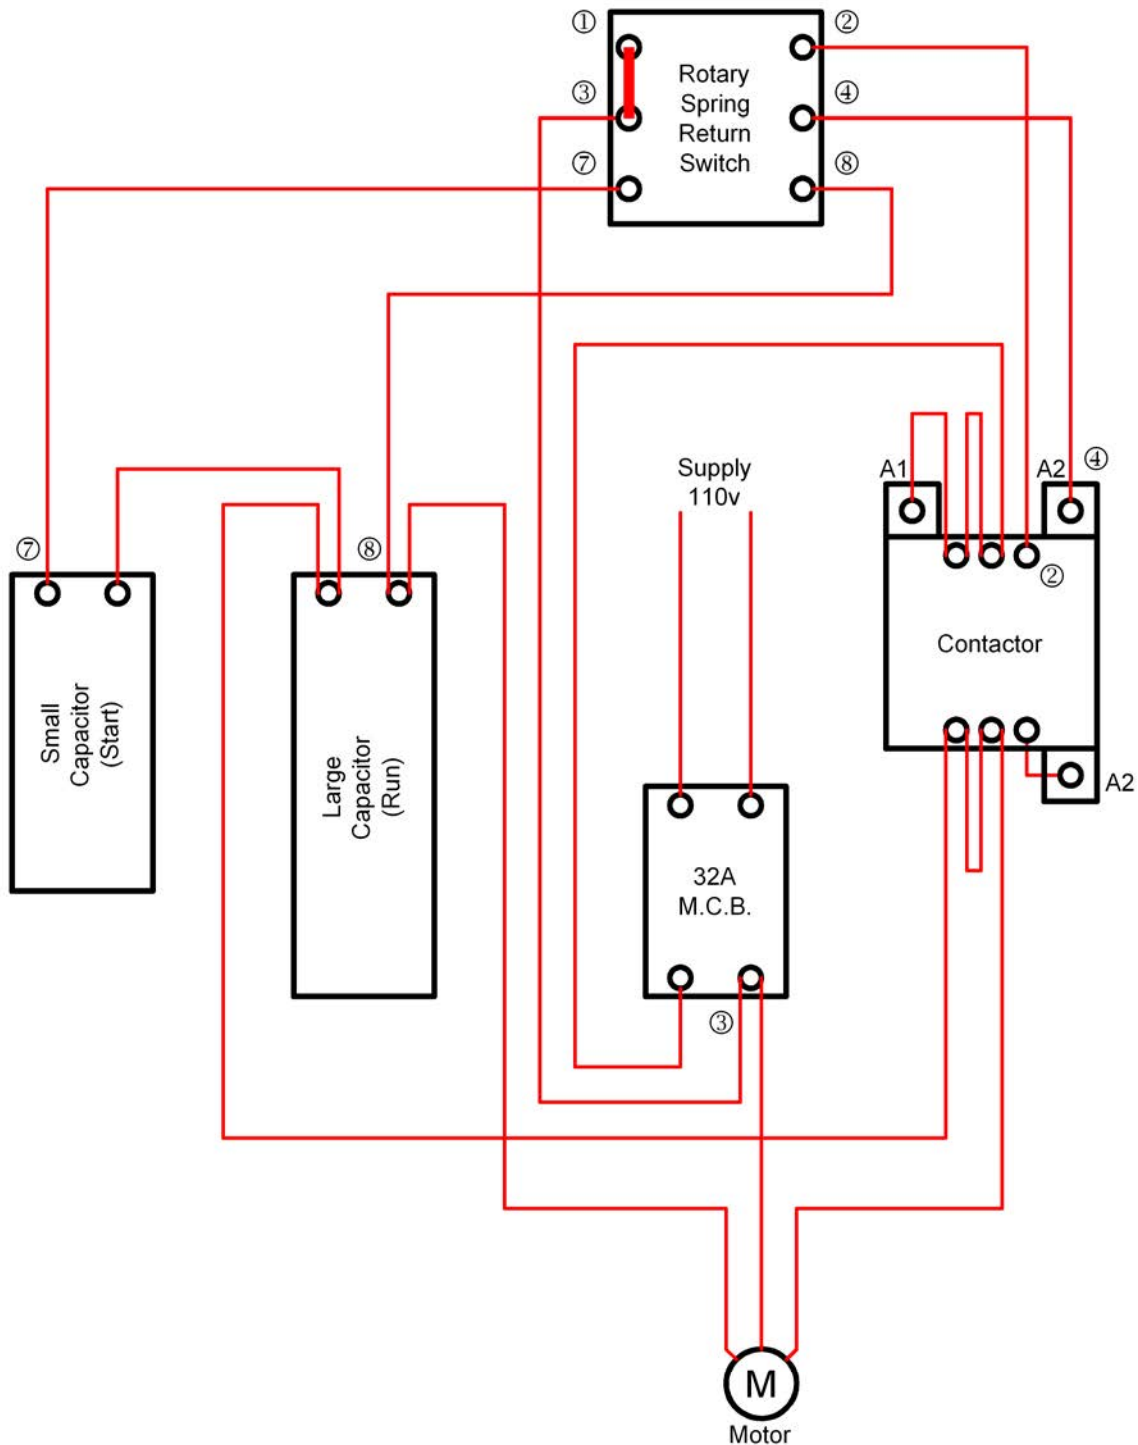 ① ②
Rotary
③ Spring ④
Return
⑦ Switch ⑧
Supply
110v
A1
A2 ④
⑦
⑧
②
Contactor
Small
Capacitor
(Start)
Large
Capacitor
(Run)
A2
32A
M.C.B.
③
M
Motor